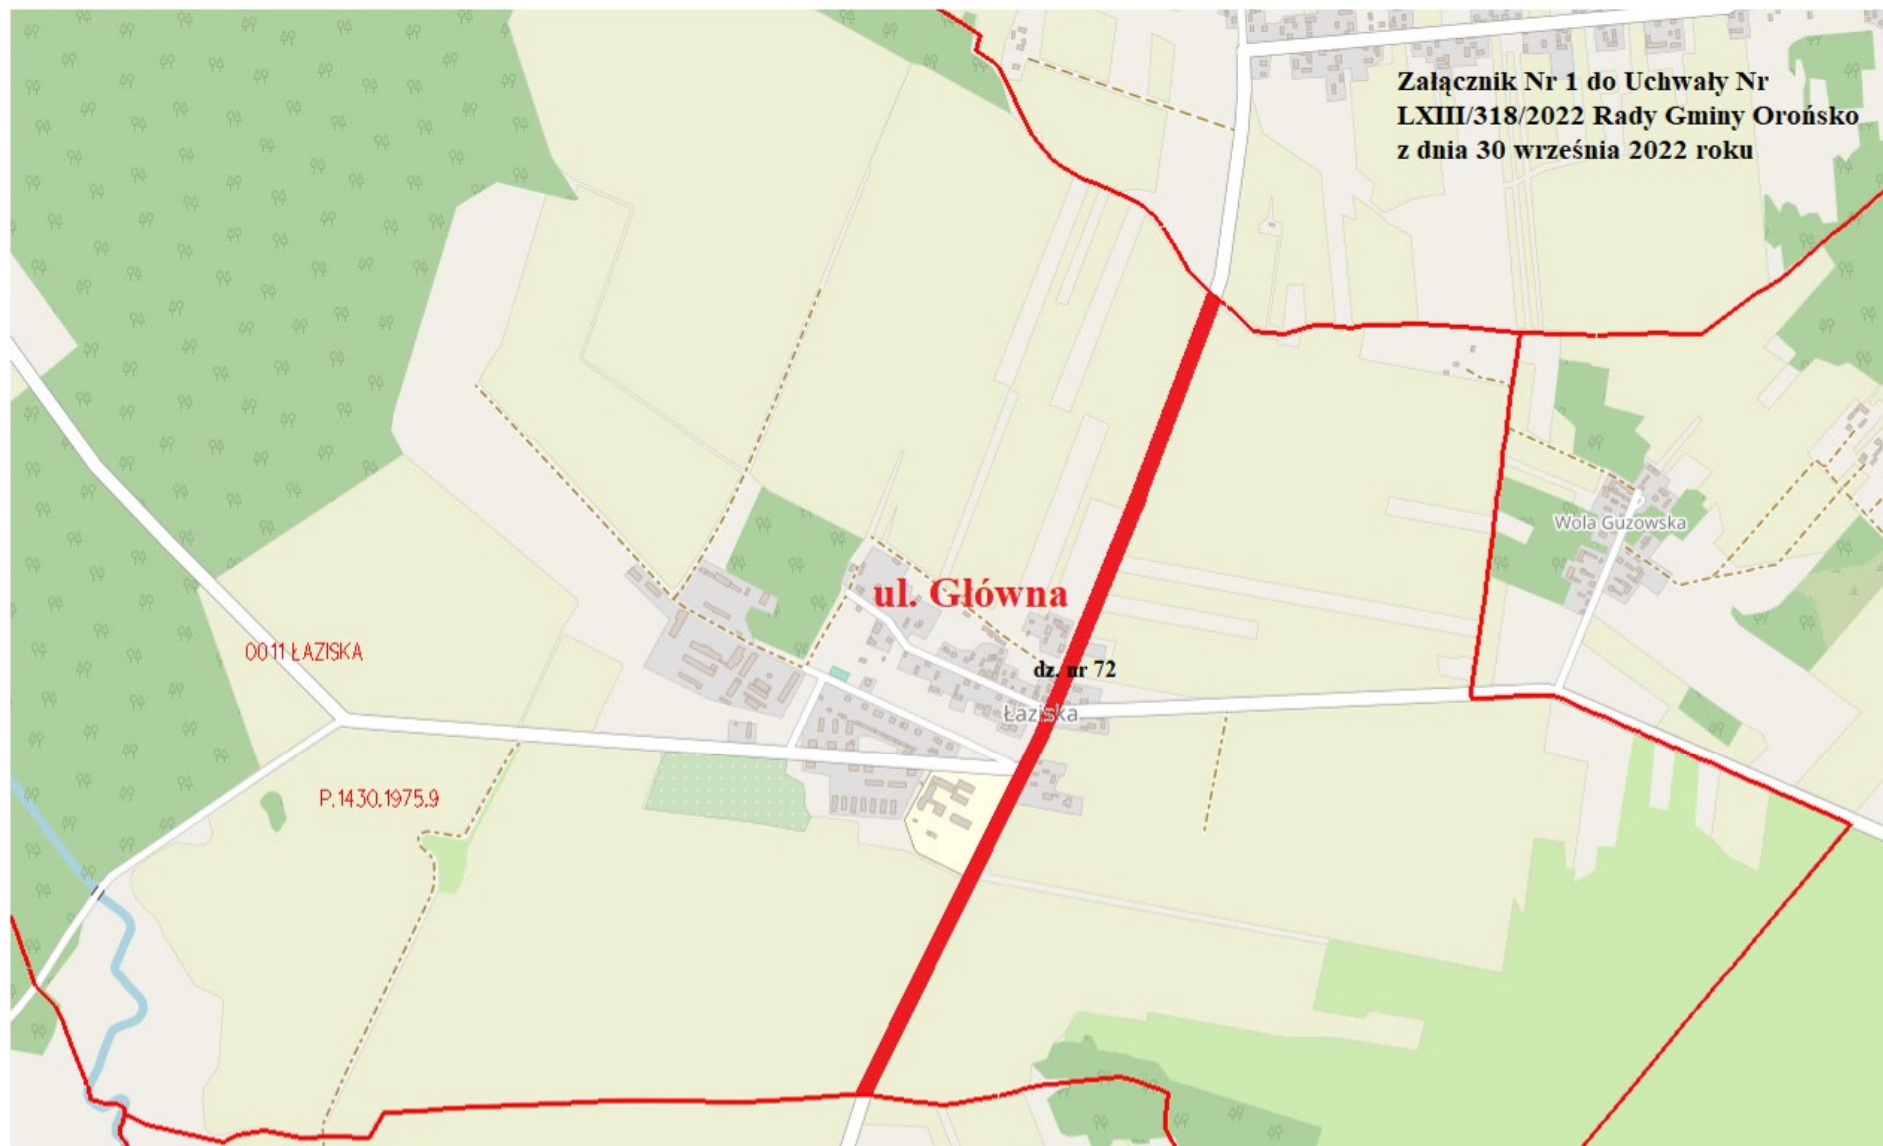 Załącznik Nr 1 do Uchwały Nr
LXIII/318/2022 Rady Gminy Orońsko
z dnia 30 września 2022 roku
Wola Guzowska
ul. Główna
0011 ŁAZISKA
dz. nr 72
Łaziska
P.1430.1975.9